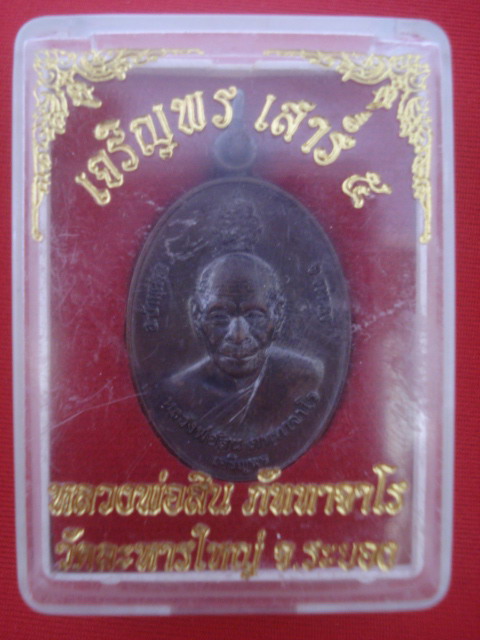 เจริญพร เสาร์ ๕
หลวงพ่อสิน ภัททาจาโร
วัดละหารใหญ่ จ.ระยอง